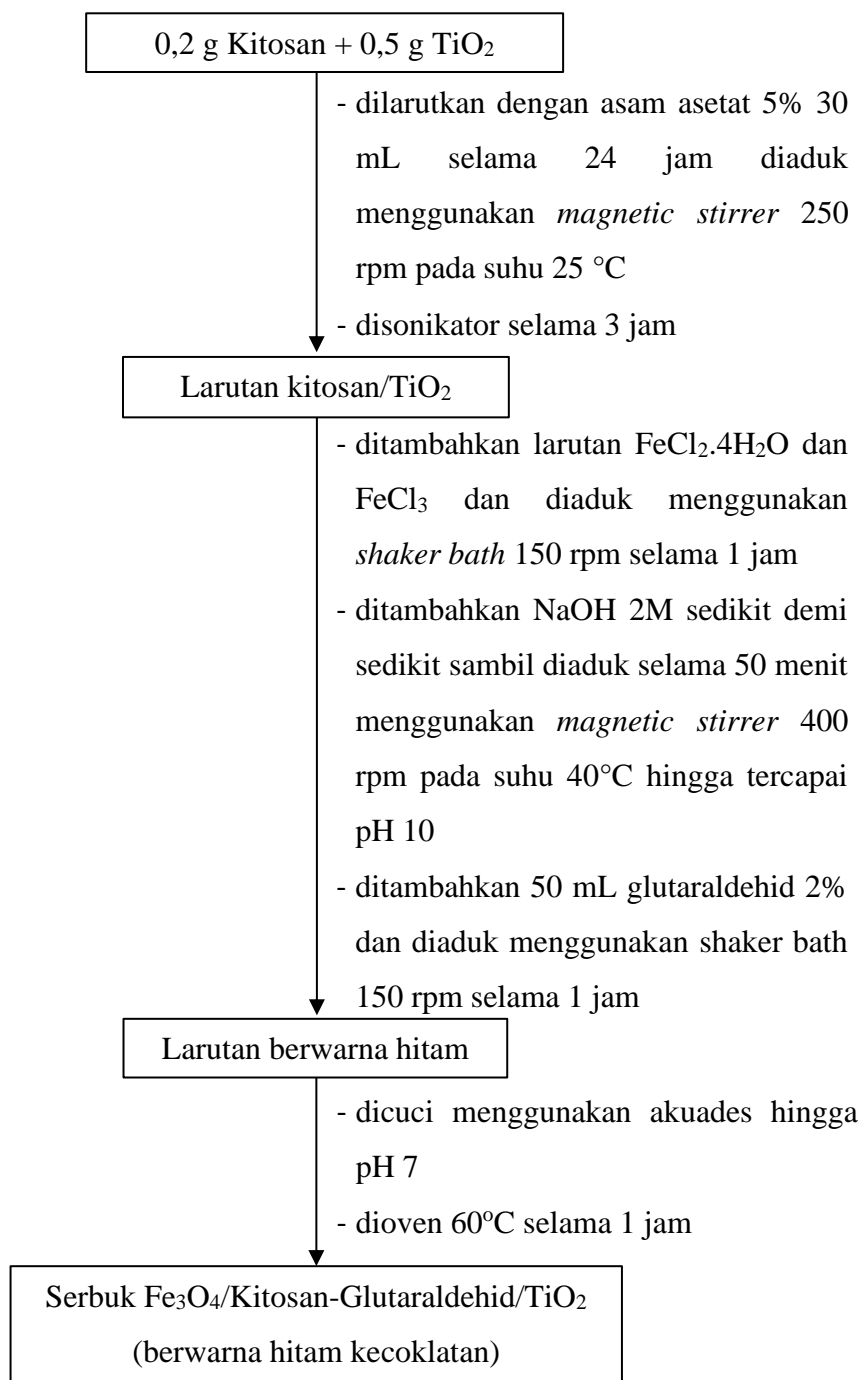 0,2 g Kitosan + 0,5 g TiO₂
- dilarutkan dengan asam asetat 5% 30
mL selama 24 jam diaduk
menggunakan magnetic stirrer 250
rpm pada suhu 25 °C
- disonikator selama 3 jam
Larutan kitosan/TiO₂
- ditambahkan larutan FeCl₂.4H₂O dan
FeCl₃ dan diaduk menggunakan
shaker bath 150 rpm selama 1 jam
- ditambahkan NaOH 2M sedikit demi
sedikit sambil diaduk selama 50 menit
menggunakan magnetic stirrer 400
rpm pada suhu 40°C hingga tercapai
pH 10
- ditambahkan 50 mL glutaraldehid 2%
dan diaduk menggunakan shaker bath
150 rpm selama 1 jam
Larutan berwarna hitam
- dicuci menggunakan akuades hingga
pH 7
- dioven 60°C selama 1 jam
Serbuk Fe₃O₄/Kitosan-Glutaraldehid/TiO₂
(berwarna hitam kecoklatan)